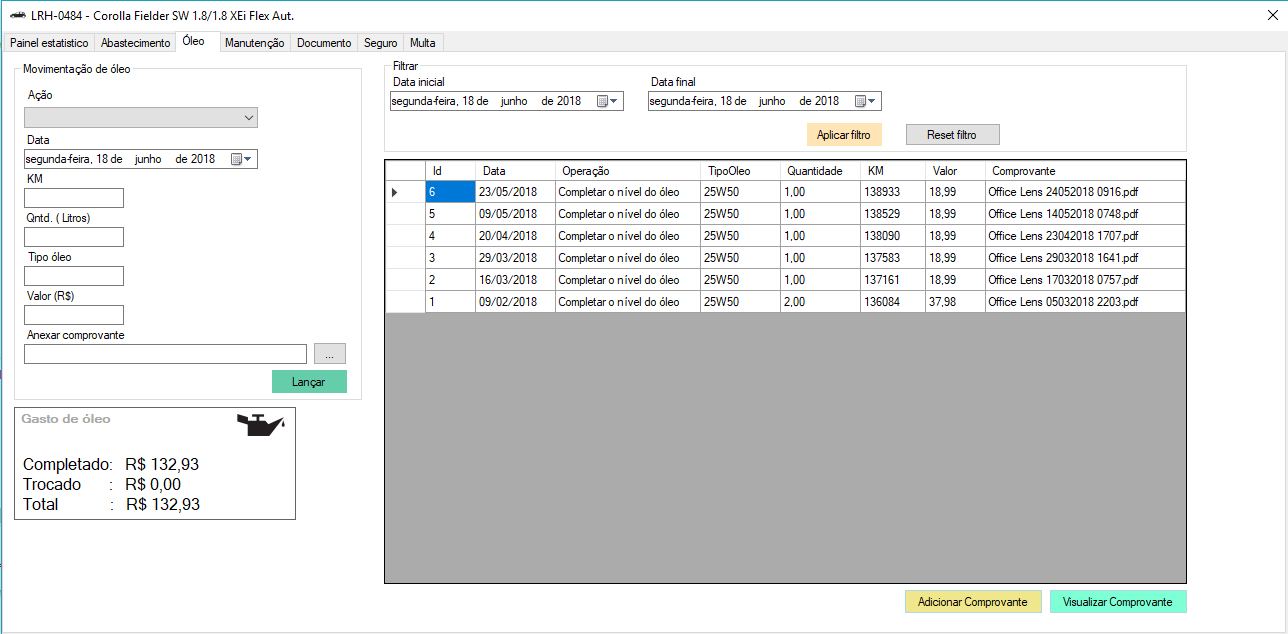 LRH-0484 - Corolla Fielder SW 1.8/1.8 XEi Flex Aut.
Painel estatistico Abastecimento Óleo Manutenção Documento Seguro Multa
Movimentação de óleo
Ação
Data
segunda-feira, 18 de junho de 2018
KM
Qntd. ( Litros)
Tipo óleo
Valor (R$)
Anexar comprovante
...
Lançar
Gasto de óleo
Completado: R$ 132,93
Trocado : R$ 0,00
Total : R$ 132,93
Filtrar
Data inicial Data final
segunda-feira, 18 de junho de 2018 segunda-feira, 18 de junho de 2018
Aplicar filtro Reset filtro
Id Data Operação TipoOleo Quantidade KM Valor Comprovante
6 23/05/2018 Completar o nível do óleo 25W50 1,00 138933 18,99 Office Lens 24052018 0916.pdf
5 09/05/2018 Completar o nível do óleo 25W50 1,00 138529 18,99 Office Lens 14052018 0748.pdf
4 20/04/2018 Completar o nível do óleo 25W50 1,00 138090 18,99 Office Lens 23042018 1707.pdf
3 29/03/2018 Completar o nível do óleo 25W50 1,00 137583 18,99 Office Lens 29032018 1641.pdf
2 16/03/2018 Completar o nível do óleo 25W50 1,00 137161 18,99 Office Lens 17032018 0757.pdf
1 09/02/2018 Completar o nível do óleo 25W50 2,00 136084 37,98 Office Lens 05032018 2203.pdf
Adicionar Comprovante Visualizar Comprovante